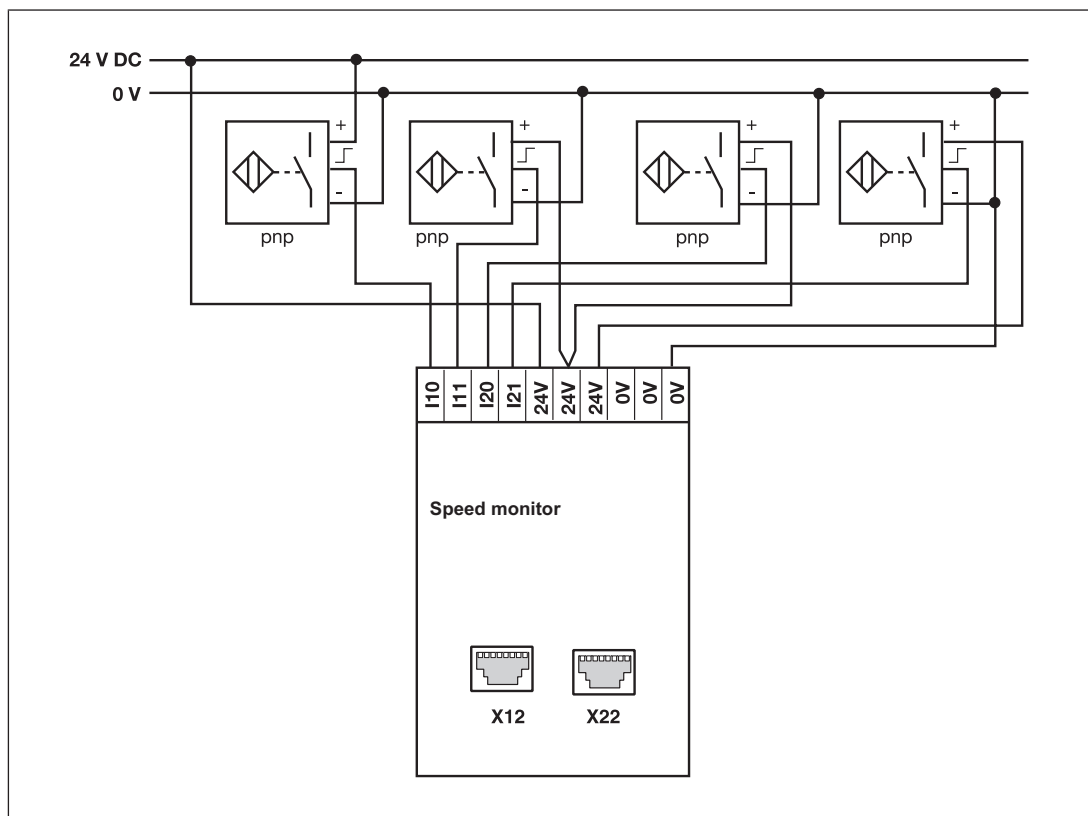 24 V DC
0 V
+ + + +
- - - -
pnp pnp pnp pnp
I10 I11 I20 I21 24V 24V 24V 0V 0V 0V
Speed monitor
X12 X22